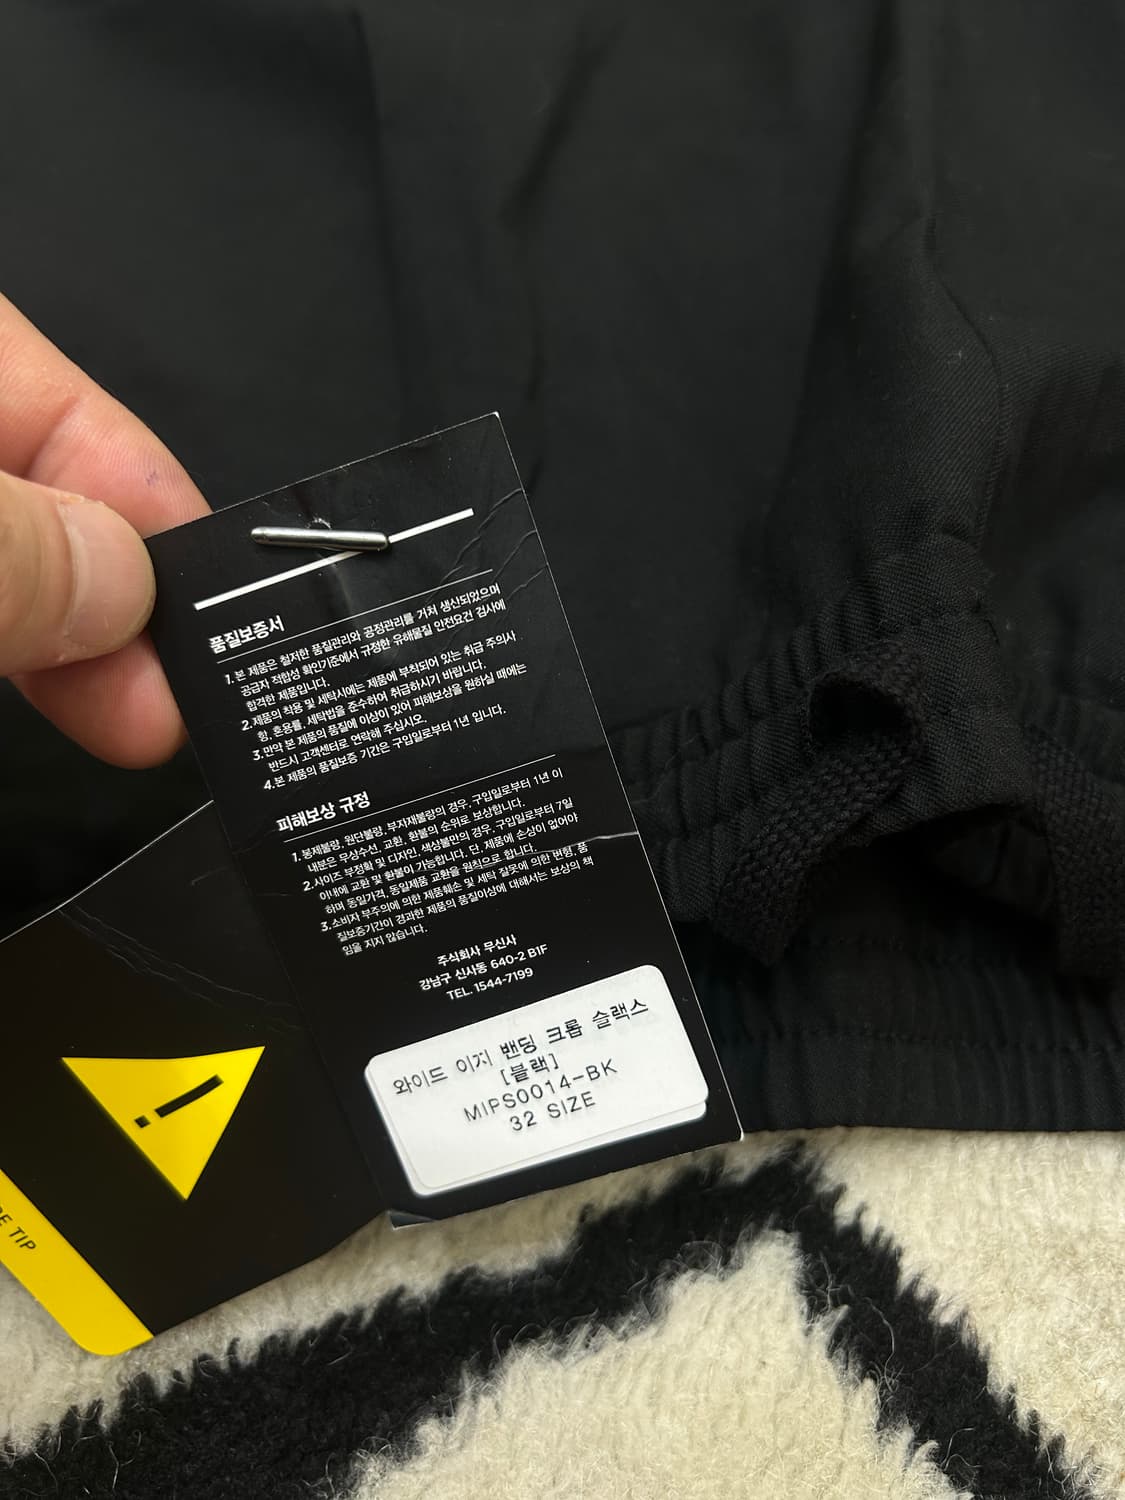 품질보증서
1.본 제품은 철저한 품질관리와 공정관리를 거쳐 생산되었으며
공급자 적합성 확인기준에서 규정한 유해물질 안전요건 검사에
합격한 제품입니다.
2.제품의 착용 및 세탁시에는 제품에 부착되어 있는 취급 주의사
항, 혼용률, 세탁법을 준수하여 취급하시기 바랍니다.
3.만약 본 제품의 품질에 이상이 있어 피해보상을 원하실 때에는
반드시 고객센터로 연락해 주십시오.
4.본 제품의 품질보증 기간은 구입일로부터 1년 입니다.
피해보상 규정
1.봉제불량, 원단불량, 부자재불량의 경우, 구입일로부터 1년 이
내분은 무상수선, 교환, 환불의 순위로 보상합니다.
2.사이즈 부정확 및 디자인, 색상불만의 경우, 구입일로부터 7일
이내에 교환 및 환불이 가능합니다. 단, 제품에 손상이 없어야
하며 동일가격, 동일제품 교환을 원칙으로 합니다.
3.소비자 부주의에 의한 제품훼손 및 세탁 잘못에 의한 변형, 품
질보증기간이 경과한 제품의 품질이상에 대해서는 보상의 책
임을 지지 않습니다.
주식회사 무신사
강남구 신사동 640-2 B1F
TEL. 1544-7199
와이드 이지 밴딩 크롭 슬랙스
[블랙]
MIPS0014-BK
32 SIZE
TIP